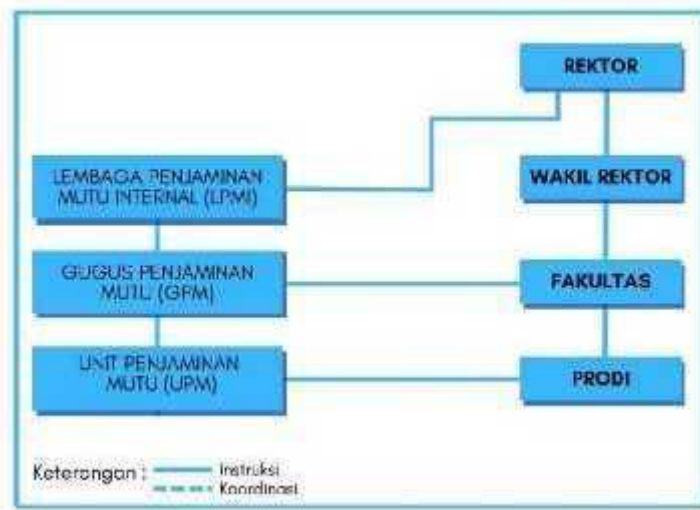 REKTOR
LEMBAGA PENJAMINAN
MUTU INTERNAL (LPMI)
WAKIL REKTOR
GUGUS PENJAMINAN
MUTU (GPM)
FAKULTAS
UNIT PENJAMINAN
MUTU (UPM)
PRODI
Keterangan :
Instruksi
Koordinasi